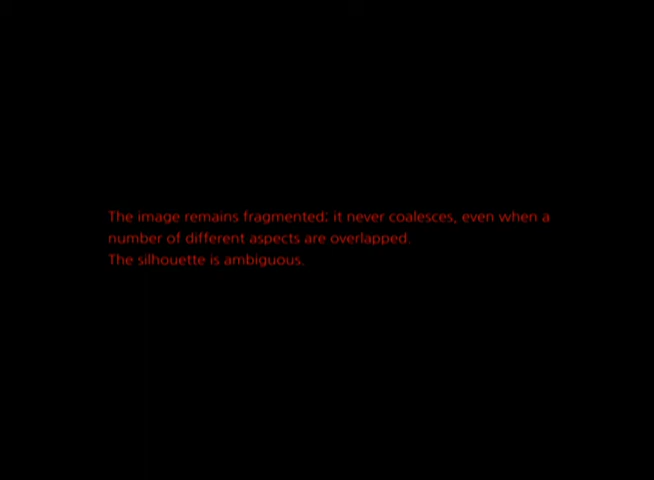 The image remains fragmented; it never coalesces, even when a
number of different aspects are overlapped.
The silhouette is ambiguous.